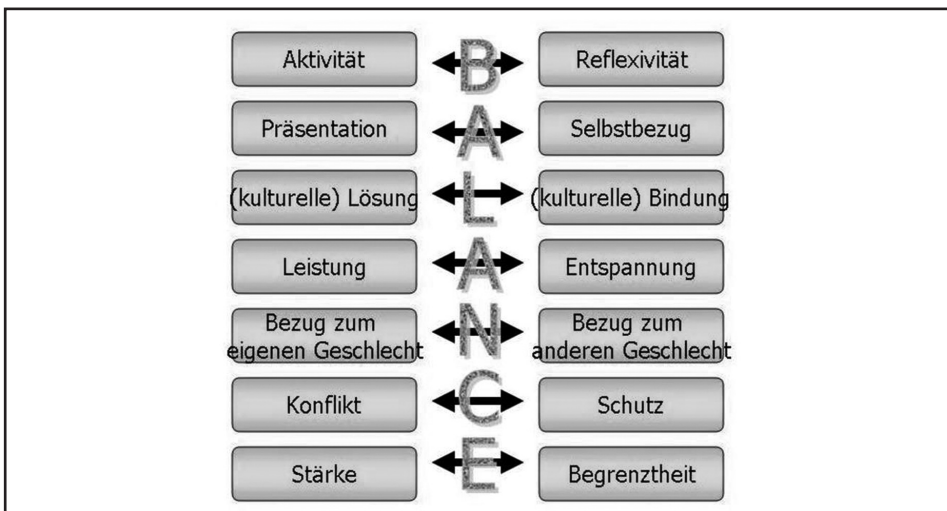 Aktivität B Reflexivität
Präsentation A Selbstbezug
(kulturelle) Lösung L (kulturelle) Bindung
Leistung A Entspannung
Bezug zum eigenen Geschlecht N Bezug zum anderen Geschlecht
Konflikt C Schutz
Stärke E Begrenztheit